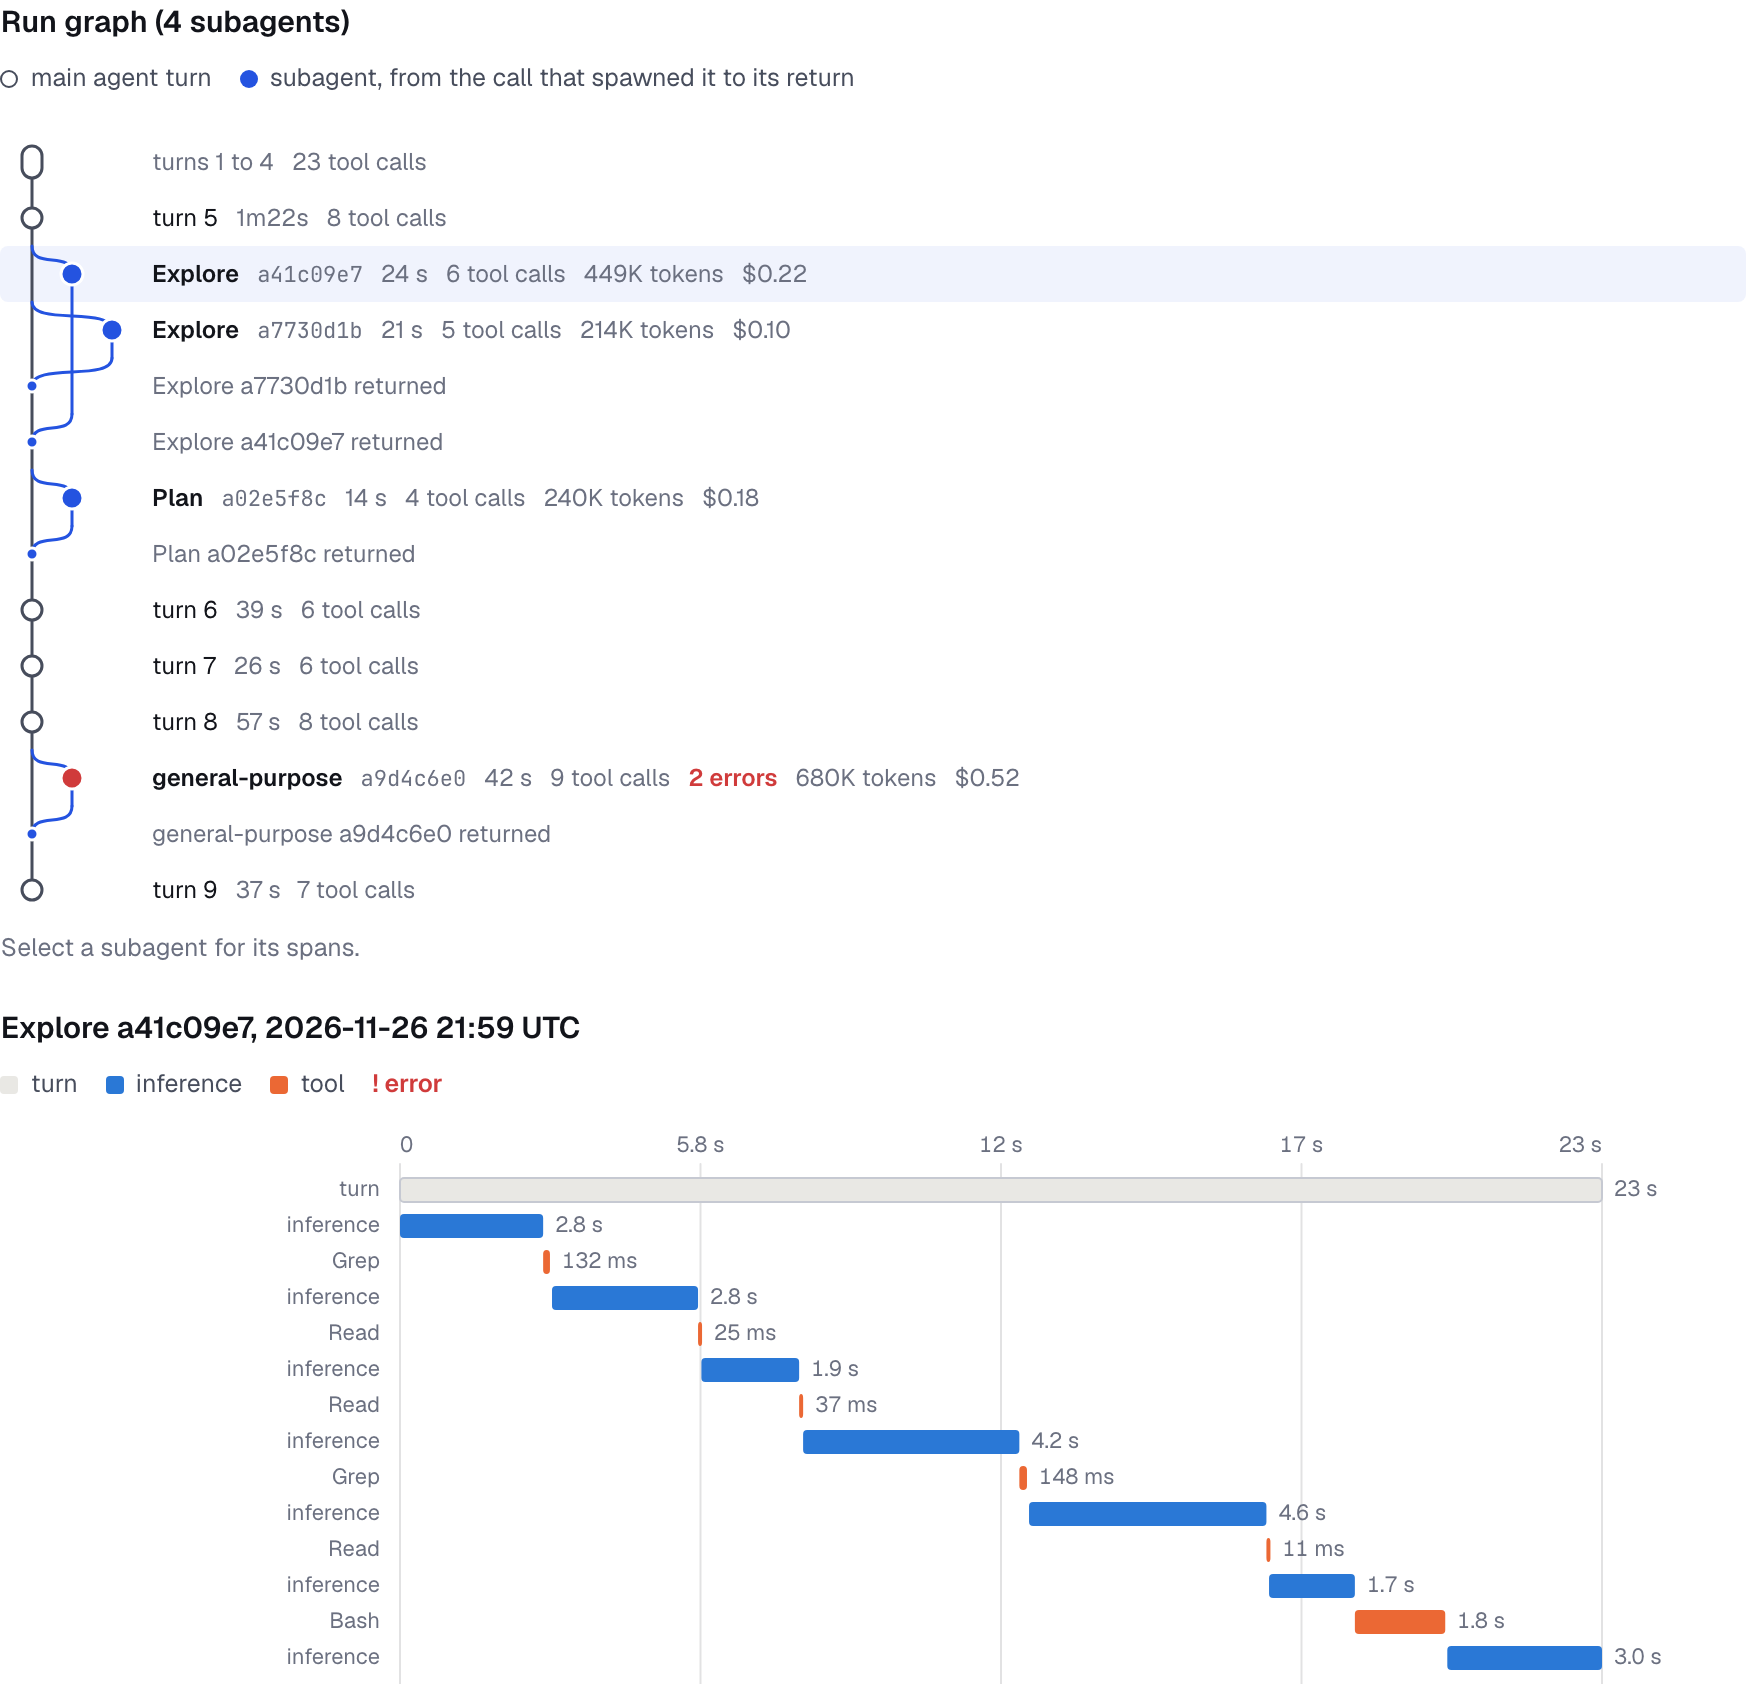 Run graph (4 subagents)
main agent turn subagent, from the call that spawned it to its return
turns 1 to 4 23 tool calls
turn 5 1m22s 8 tool calls
Explore a41c09e7 24 s 6 tool calls 449K tokens $0.22
Explore a7730d1b 21 s 5 tool calls 214K tokens $0.10
Explore a7730d1b returned
Explore a41c09e7 returned
Plan a02e5f8c 14 s 4 tool calls 240K tokens $0.18
Plan a02e5f8c returned
turn 6 39 s 6 tool calls
turn 7 26 s 6 tool calls
turn 8 57 s 8 tool calls
general-purpose a9d4c6e0 42 s 9 tool calls 2 errors 680K tokens $0.52
general-purpose a9d4c6e0 returned
turn 9 37 s 7 tool calls
Select a subagent for its spans.
Explore a41c09e7, 2026-11-26 21:59 UTC
turn inference tool ! error
0 5.8 s 12 s 17 s 23 s
turn 23 s
inference 2.8 s
Grep 132 ms
inference 2.8 s
Read 25 ms
inference 1.9 s
Read 37 ms
inference 4.2 s
Grep 148 ms
inference 4.6 s
Read 11 ms
inference 1.7 s
Bash 1.8 s
inference 3.0 s